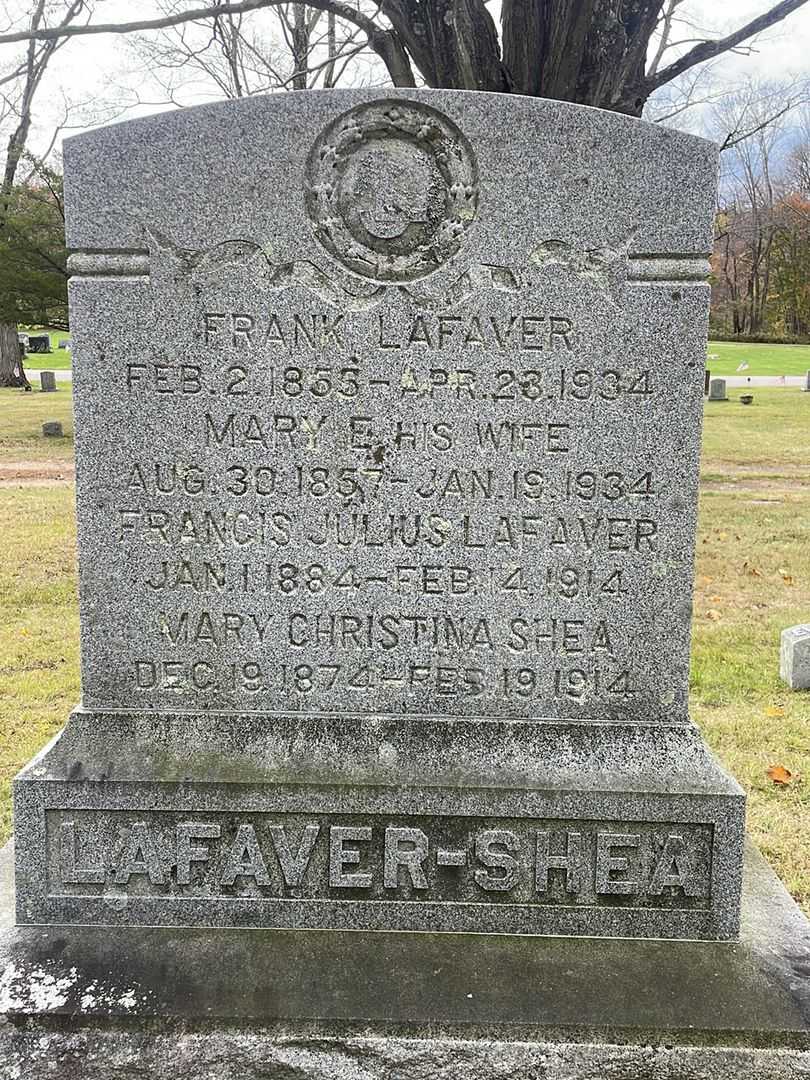 FRANK LAFAVER
FEB. 2. 1855 - APR. 23. 1934
MARY E. HIS WIFE
AUG. 30. 1857 - JAN. 19. 1934
FRANCIS JULIUS LAFAVER
JAN. 1. 1884 - FEB. 14. 1914
MARY CHRISTINA SHEA
DEC. 19. 1874 - FEB. 19. 1914
LAFAVER-SHEA